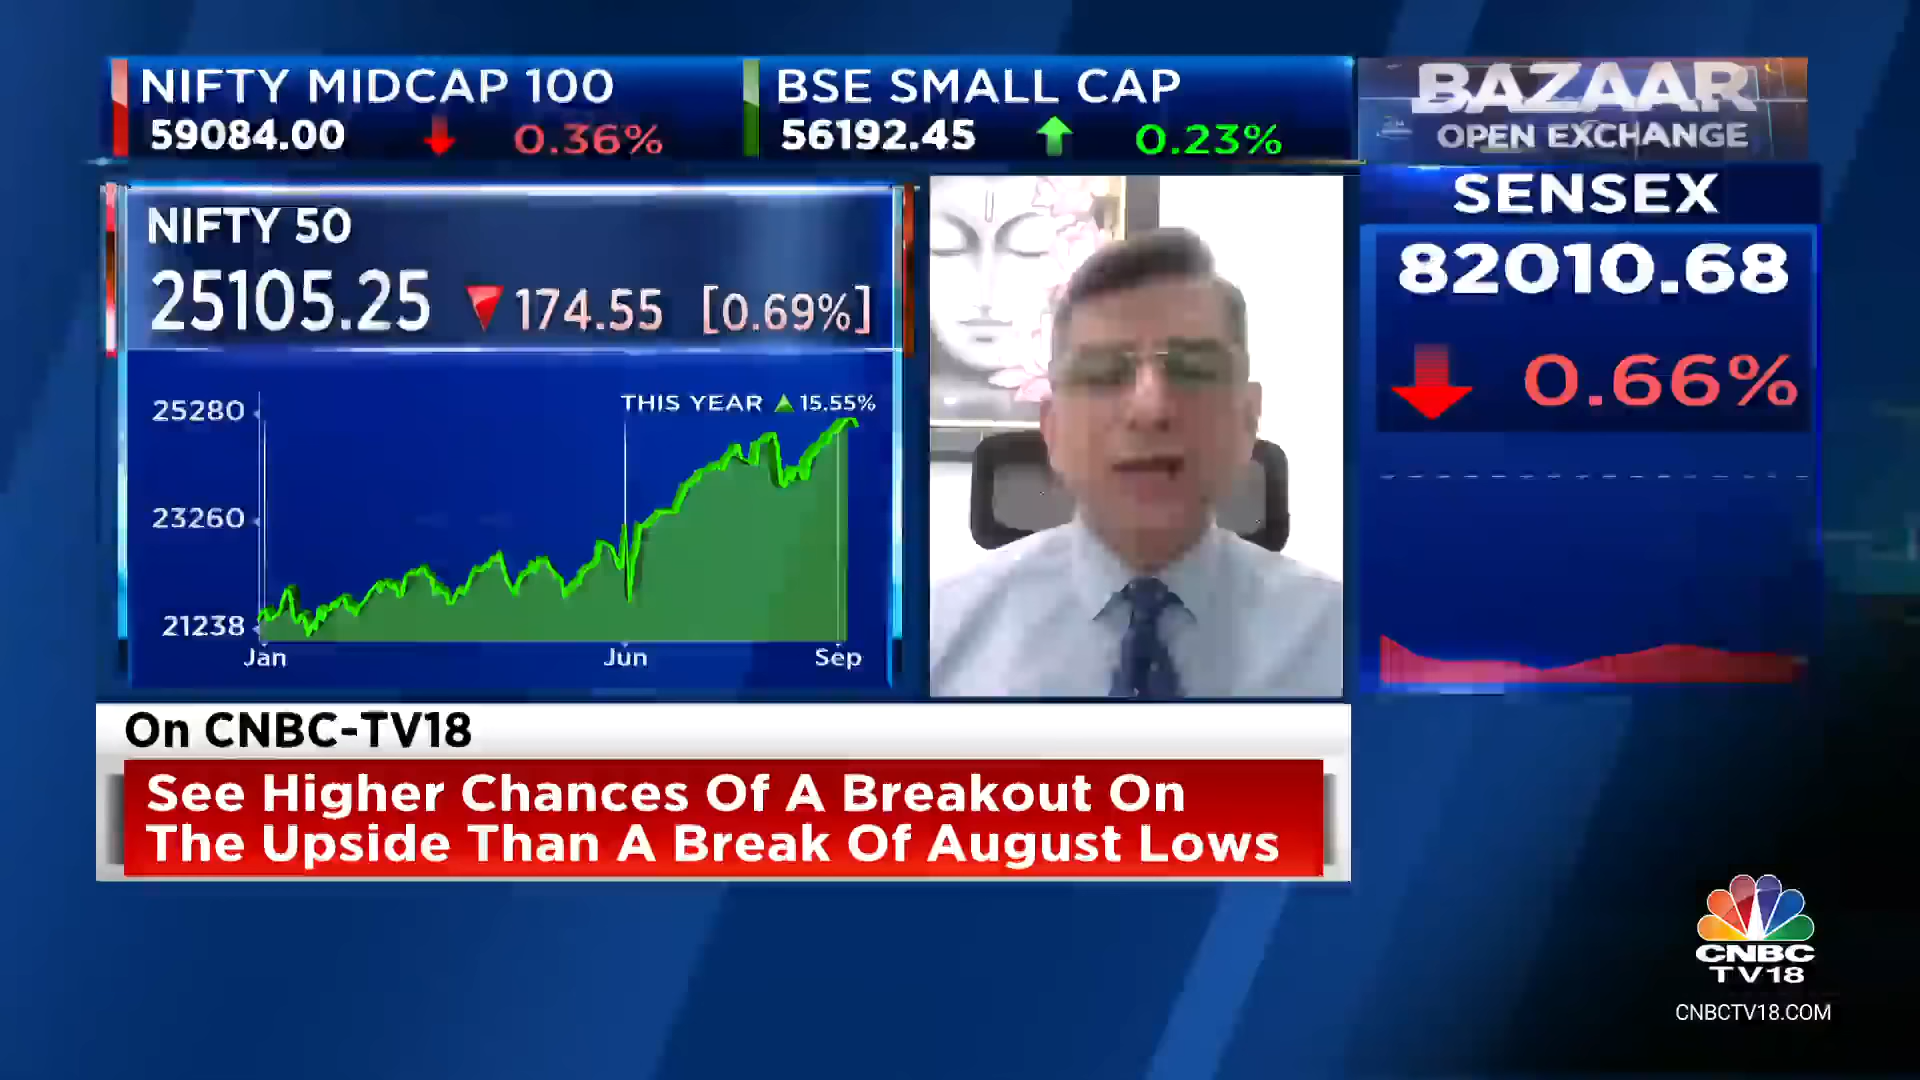 NIFTY MIDCAP 100
59084.00 0.36%
BSE SMALL CAP
56192.45 0.23%
BAZAAR
OPEN EXCHANGE
NIFTY 50
25105.25 174.55 [0.69%]
THIS YEAR 15.55%
25280
23260
21238
Jan Jun Sep
SENSEX
82010.68
0.66%
On CNBC-TV18
See Higher Chances Of A Breakout On
The Upside Than A Break Of August Lows
CNBC
TV18
CNBCTV18.COM